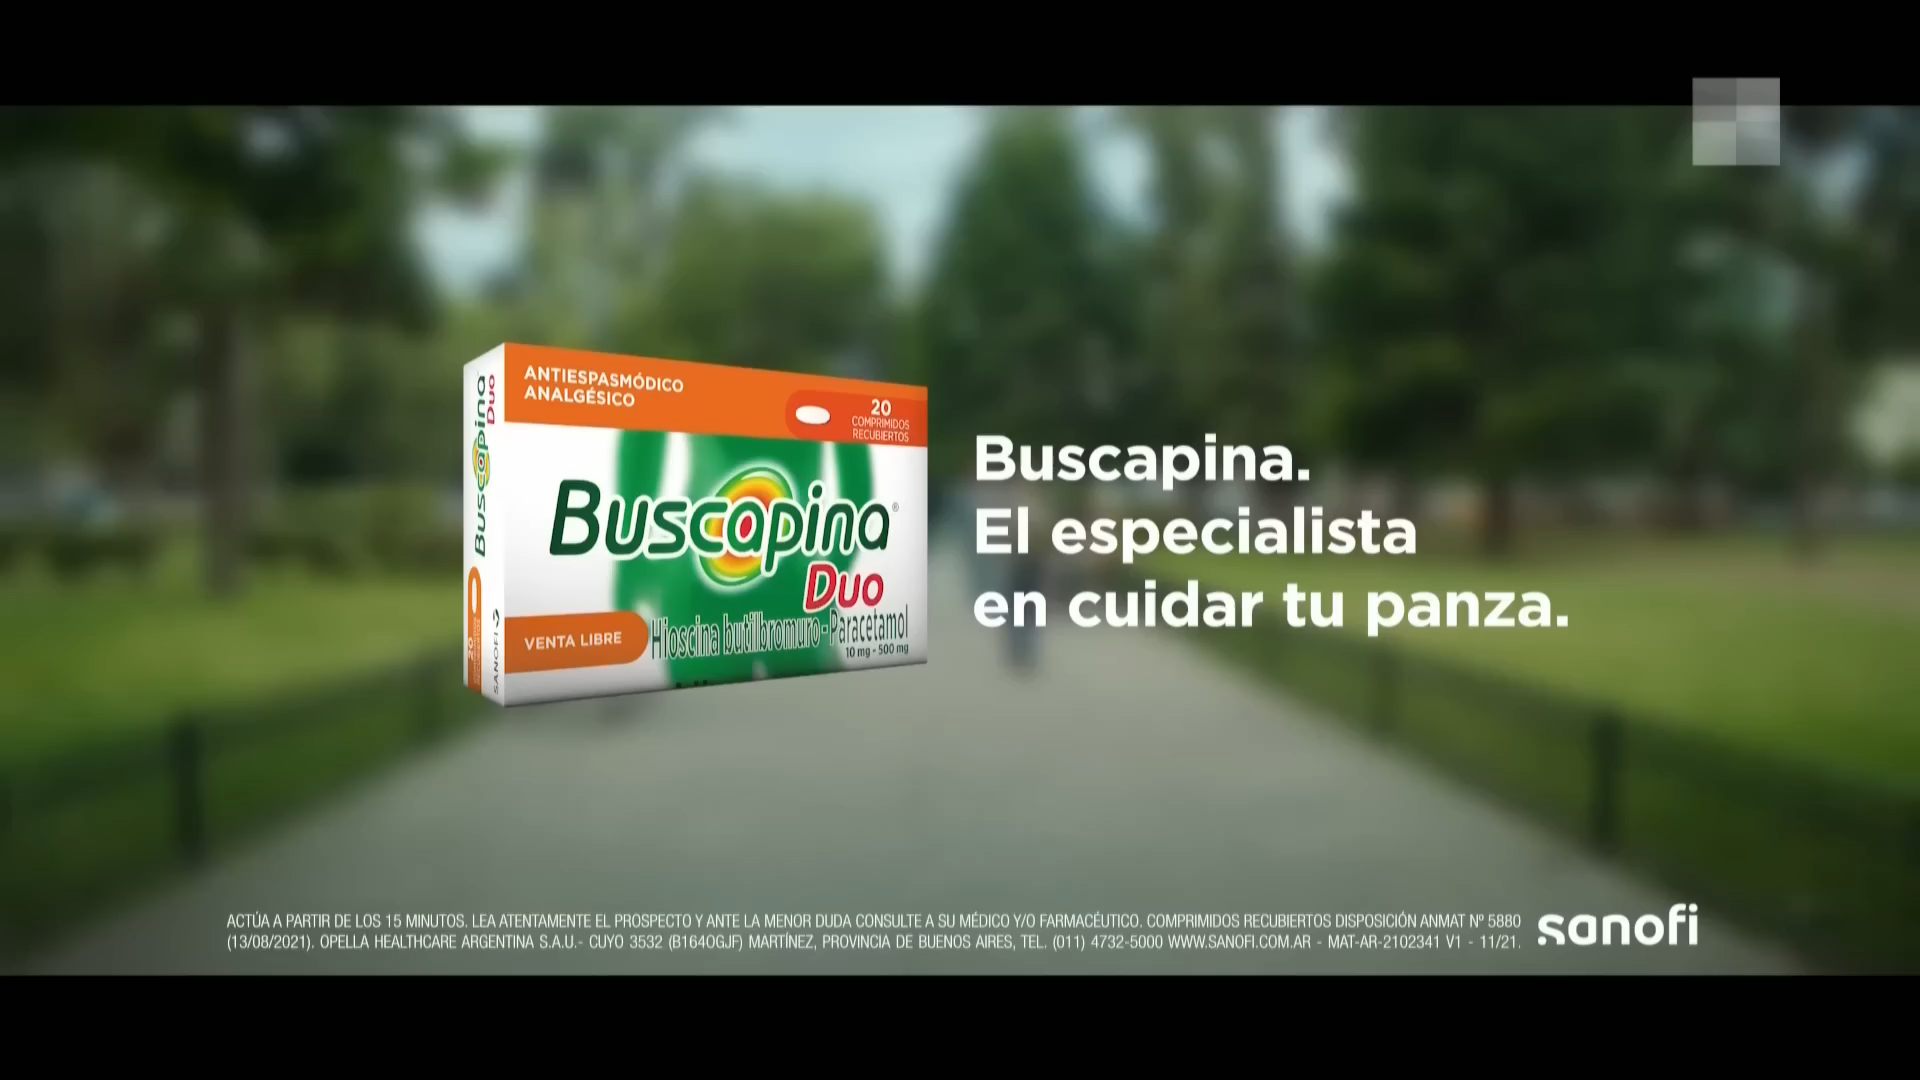 ANTIESPASMÓDICO
ANALGÉSICO
20
COMPRIMIDOS
RECUBIERTOS
Buscapina®
Duo
Hioscina butilbromuro - Paracetamol
10 mg - 500 mg
VENTA LIBRE
Buscapina
Duo
20
SANOFI
Buscapina.
El especialista
en cuidar tu panza.
ACTÚA A PARTIR DE LOS 15 MINUTOS. LEA ATENTAMENTE EL PROSPECTO Y ANTE LA MENOR DUDA CONSULTE A SU MÉDICO Y/O FARMACÉUTICO. COMPRIMIDOS RECUBIERTOS DISPOSICIÓN ANMAT Nº 5880
(13/08/2021). OPELLA HEALTHCARE ARGENTINA S.A.U.- CUYO 3532 (B1640GJF) MARTÍNEZ, PROVINCIA DE BUENOS AIRES, TEL. (011) 4732-5000 WWW.SANOFI.COM.AR - MAT-AR-2102341 V1 - 11/21.
sanofi